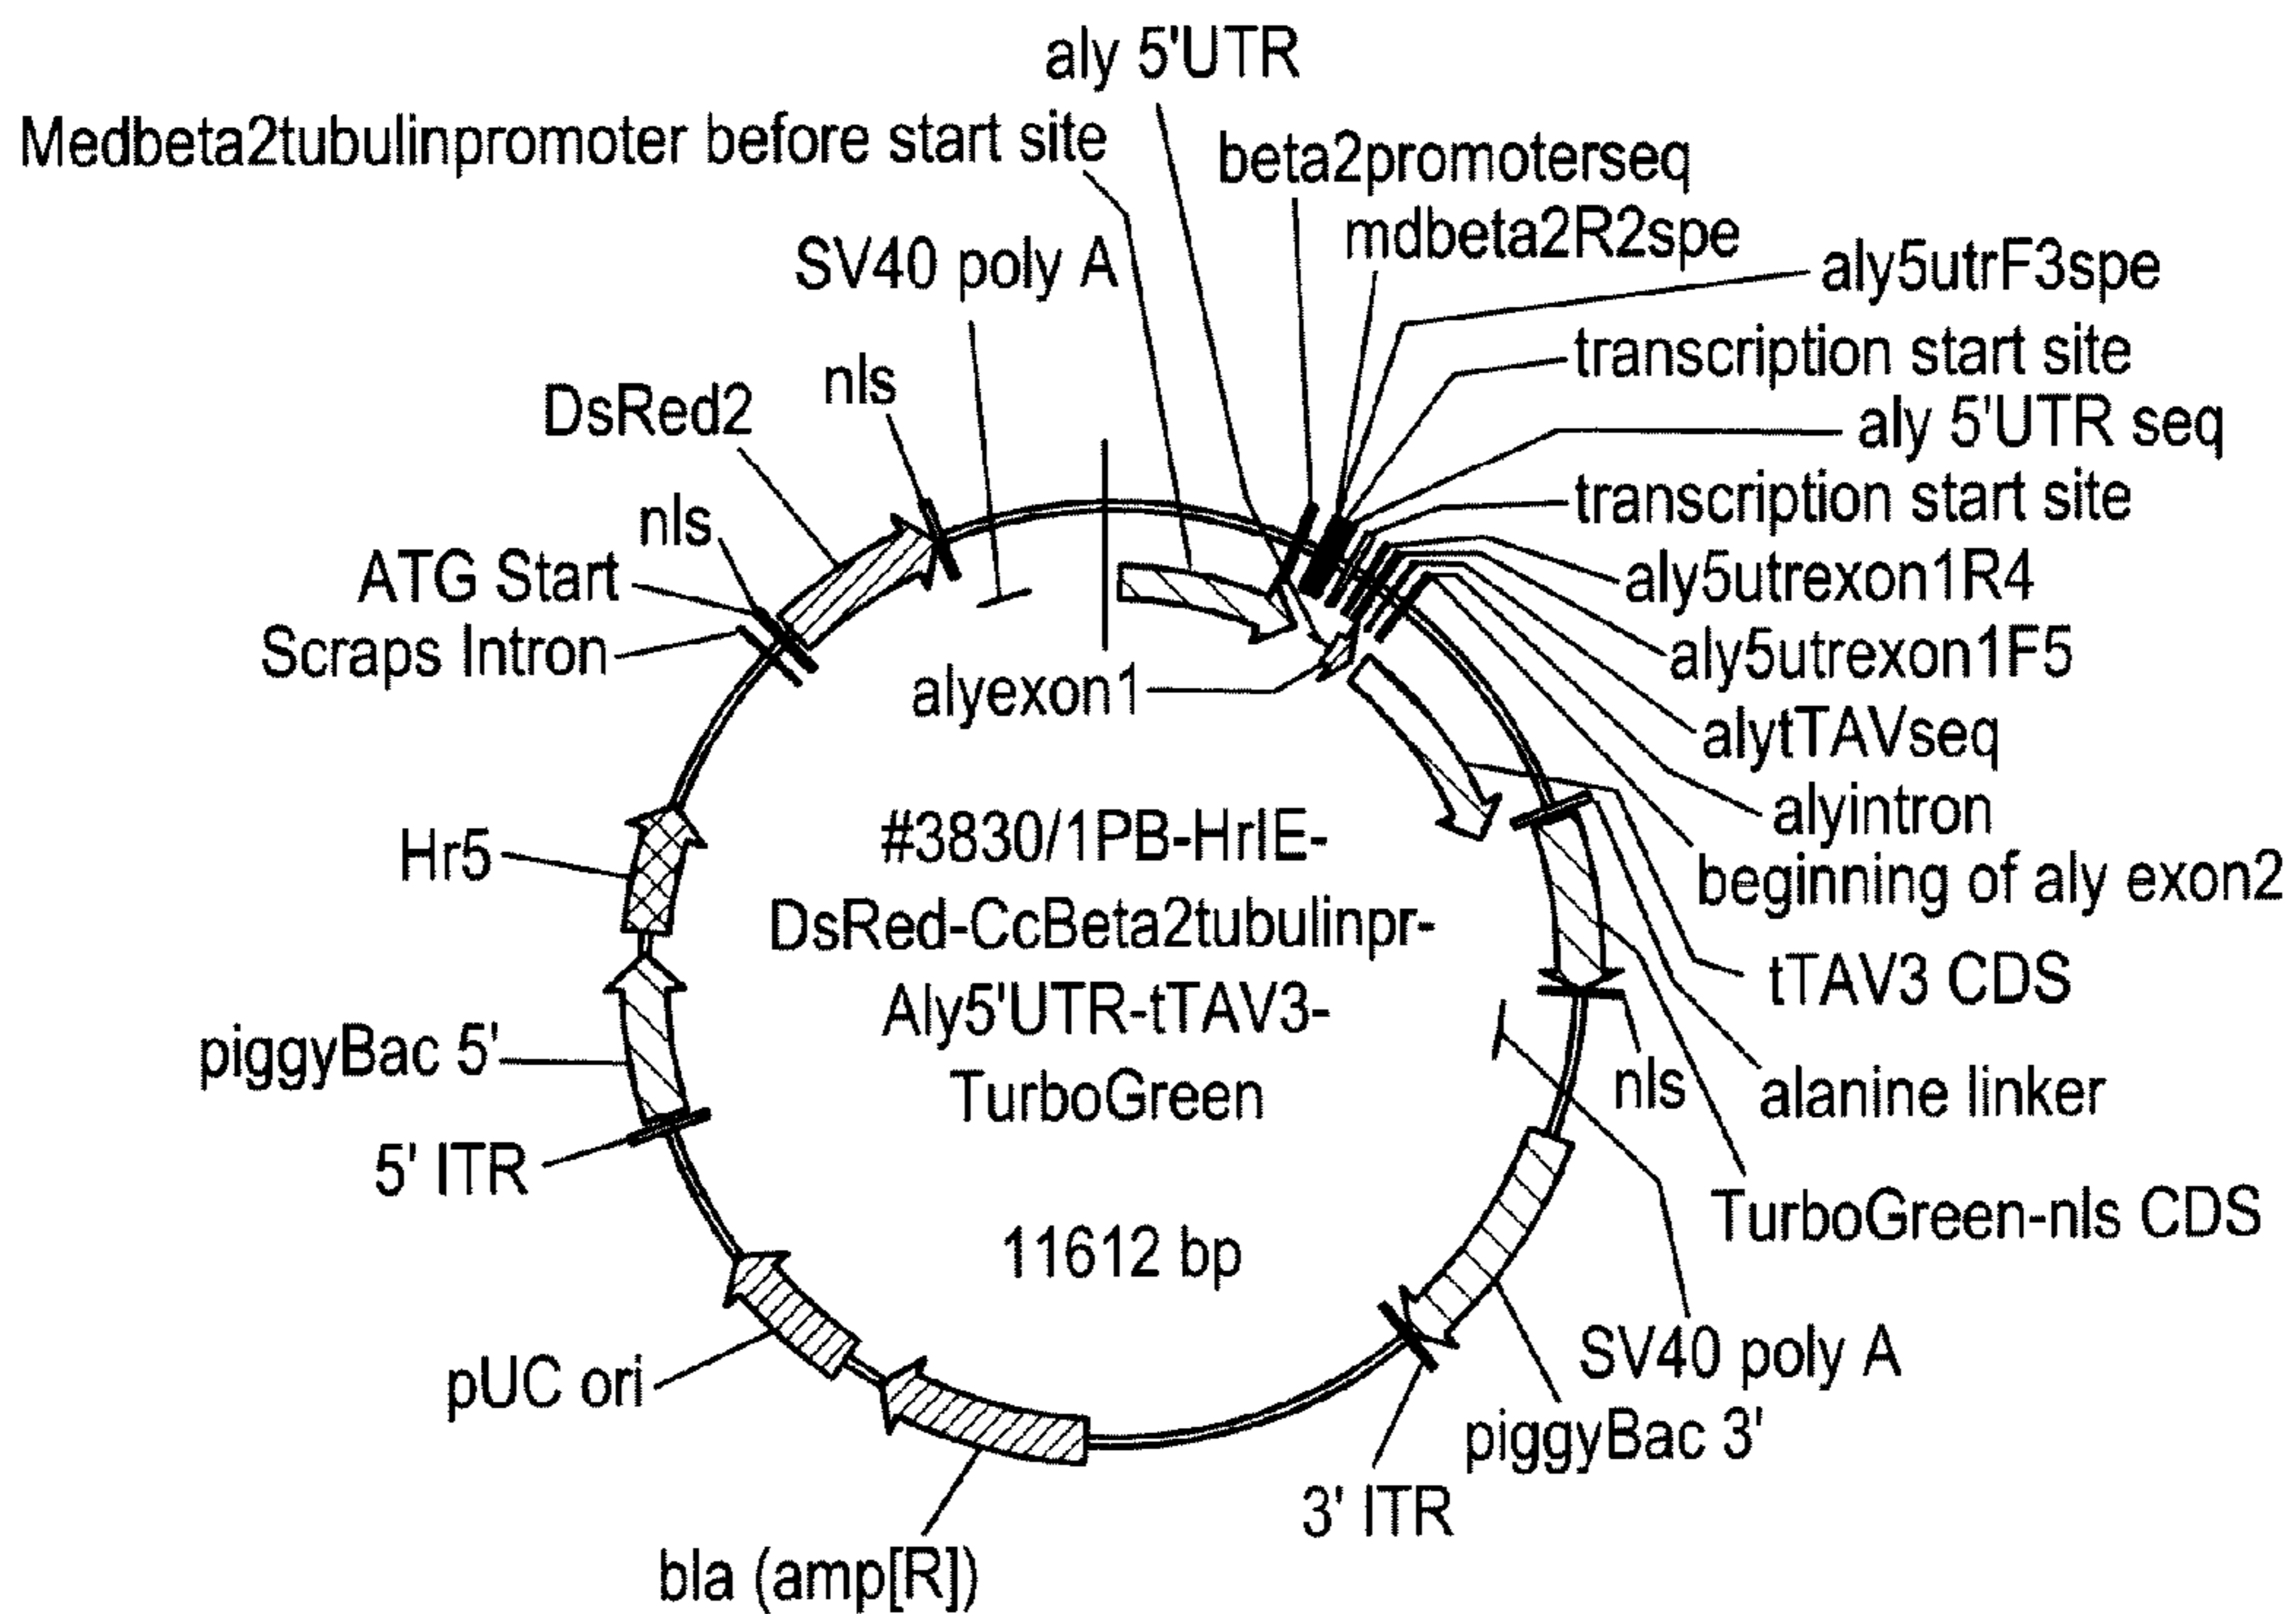 aly 5'UTR
Medbeta2tubulinpromoter before start site
beta2promoterseq
mdbeta2R2spe
SV40 poly A
aly5utrF3spe
transcription start site
nls
DsRed2
aly 5'UTR seq
transcription start site
nls
ATG Start
aly5utrexon1R4
Scraps Intron
aly5utrexon1F5
alyexon1
alytTAVseq
alyintron
Hr5
beginning of aly exon2
#3830/1PB-HrIE-
DsRed-CcBeta2tubulinpr-
Aly5'UTR-tTAV3-
TurboGreen
tTAV3 CDS
piggyBac 5'
nls
alanine linker
5' ITR
TurboGreen-nls CDS
11612 bp
SV40 poly A
pUC ori
piggyBac 3'
3' ITR
bla (amp[R])